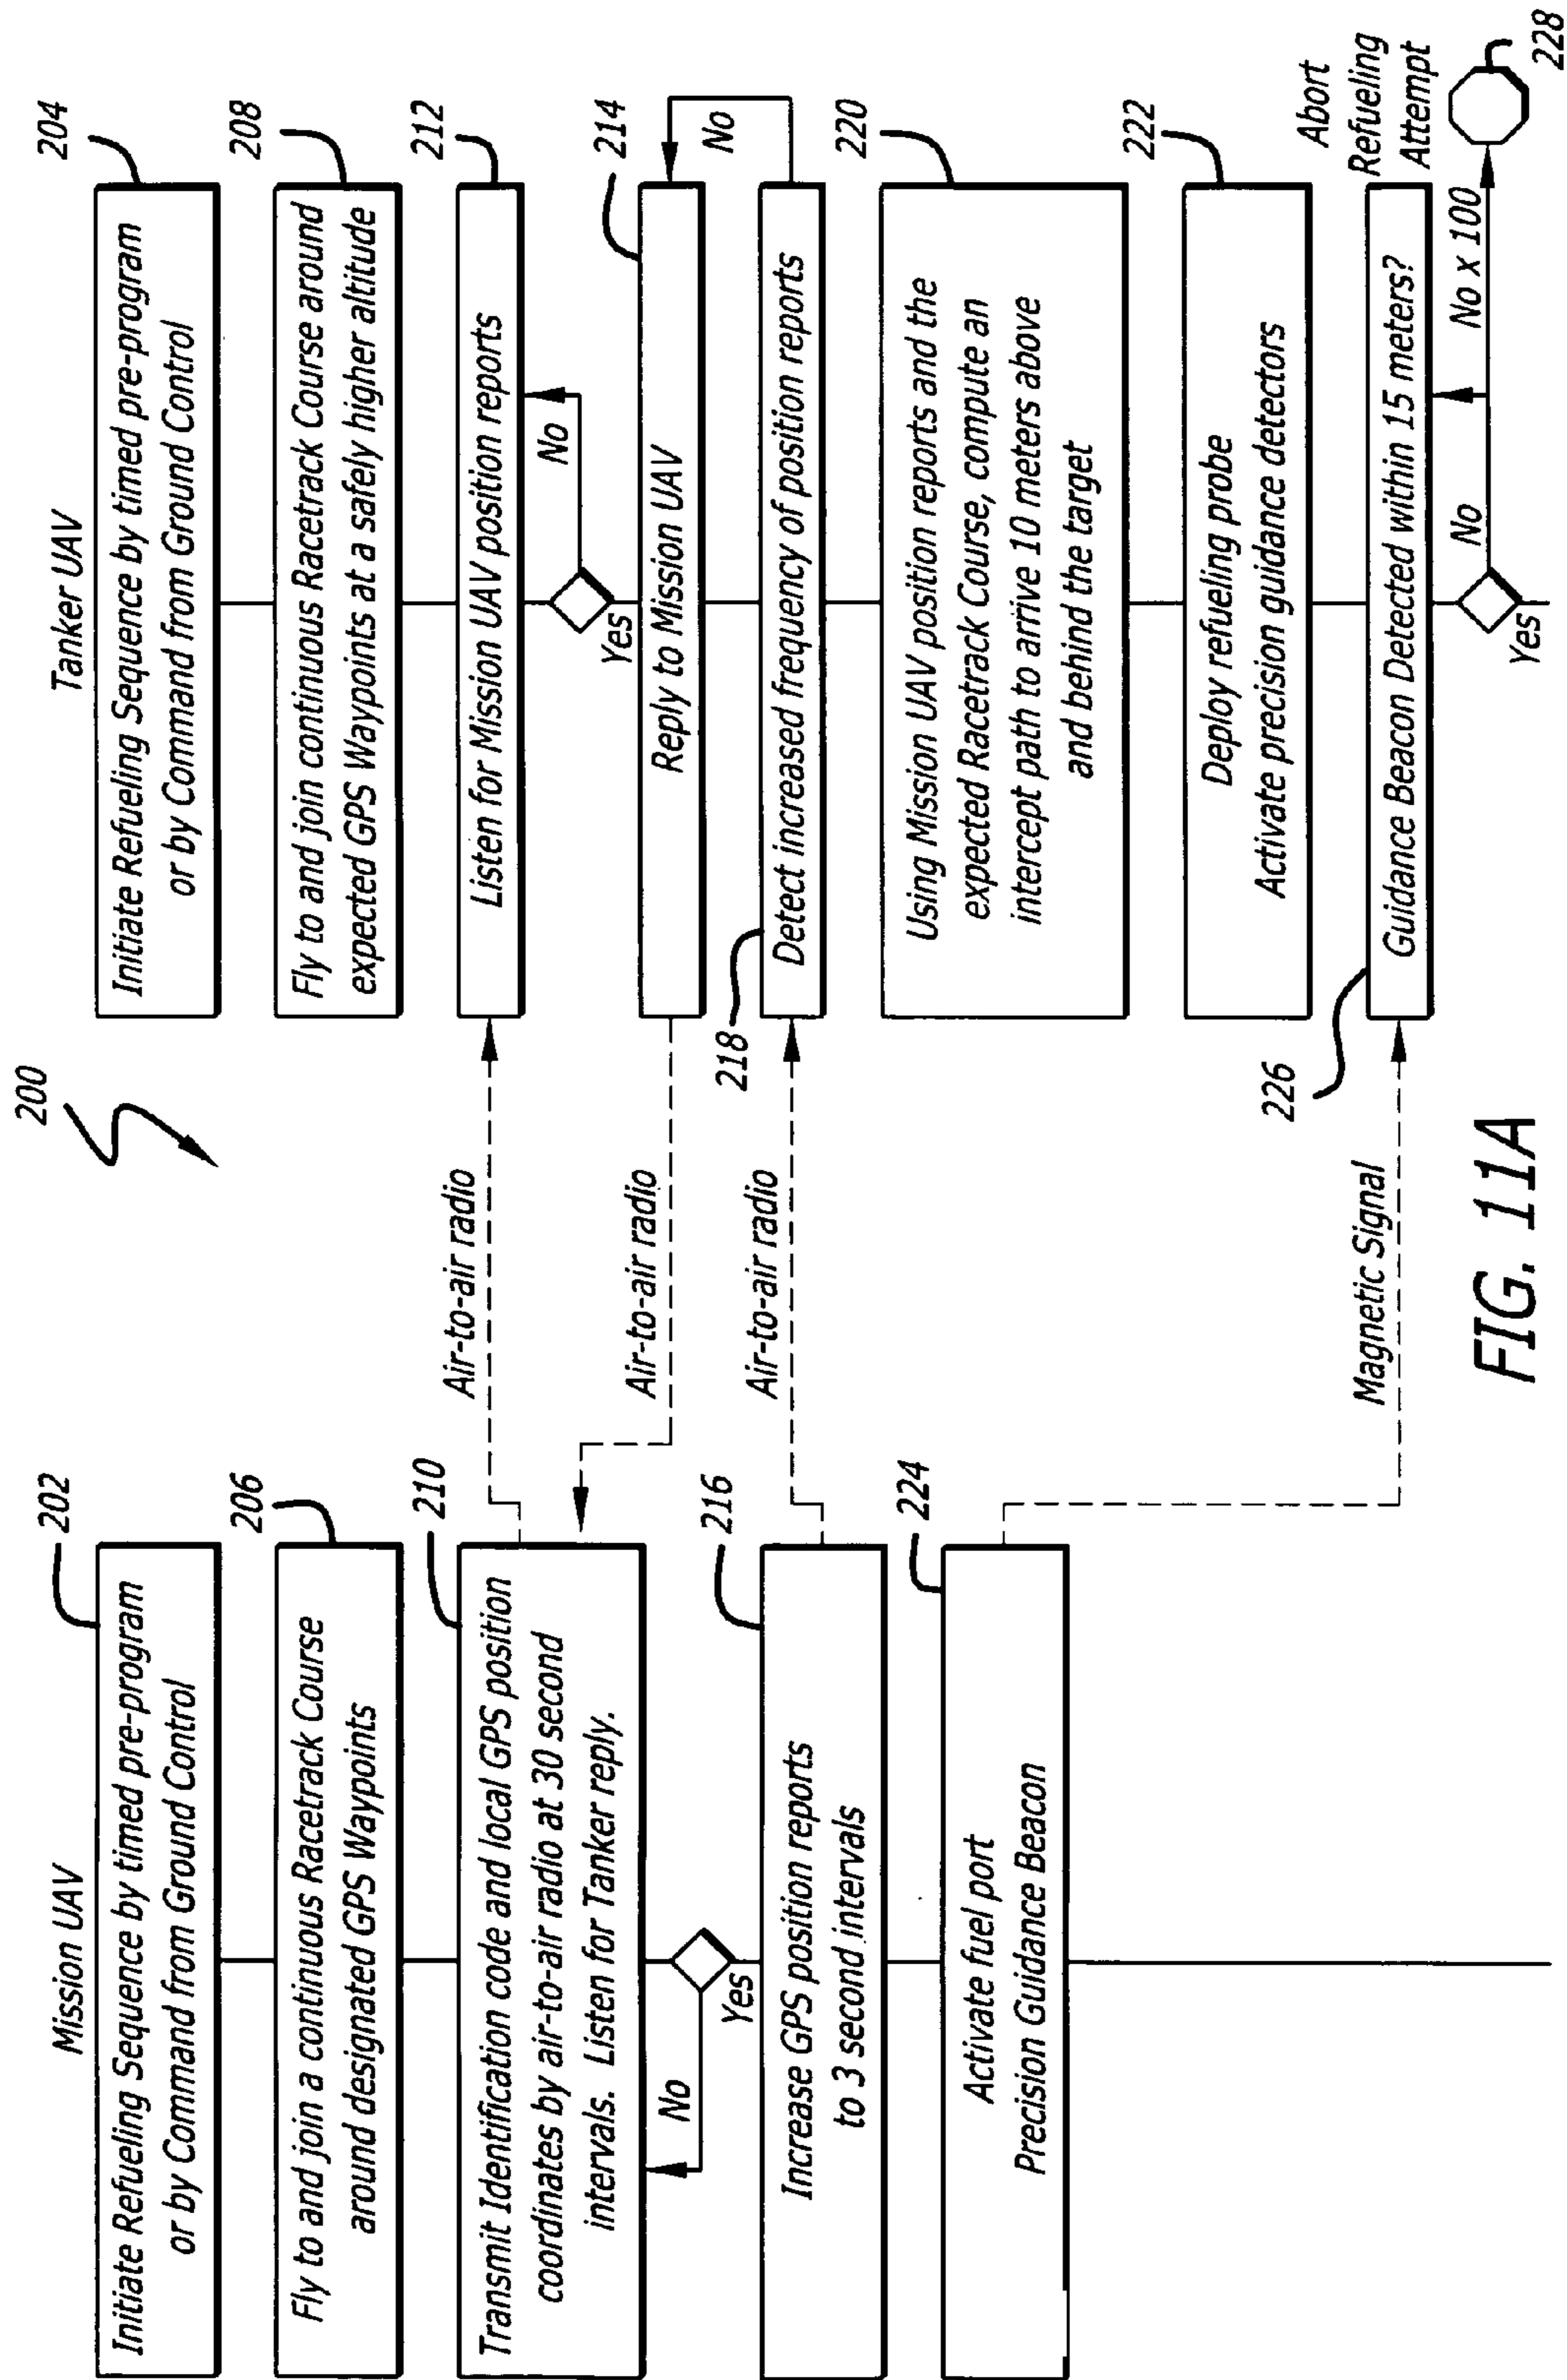 200
Mission UAV
202
Initiate Refueling Sequence by timed pre-program
or by Command from Ground Control
206
Fly to and join a continuous Racetrack Course
around designated GPS Waypoints
210
Transmit Identification code and local GPS position
coordinates by air-to-air radio at 30 second
intervals. Listen for Tanker reply.
No
Yes
216
Increase GPS position reports
to 3 second intervals
224
Activate fuel port
Precision Guidance Beacon
Air-to-air radio
Air-to-air radio
Air-to-air radio
Magnetic Signal
Tanker UAV
204
Initiate Refueling Sequence by timed pre-program
or by Command from Ground Control
208
Fly to and join continuous Racetrack Course around
expected GPS Waypoints at a safely higher altitude
212
Listen for Mission UAV position reports
No
Yes
214
Reply to Mission UAV
No
218
Detect increased frequency of position reports
220
Using Mission UAV position reports and the
expected Racetrack Course, compute an
intercept path to arrive 10 meters above
and behind the target
222
Deploy refueling probe
Activate precision guidance detectors
226
Guidance Beacon Detected within 15 meters?
No
No x 100
Yes
Abort
Refueling
Attempt
228
FIG. 11A